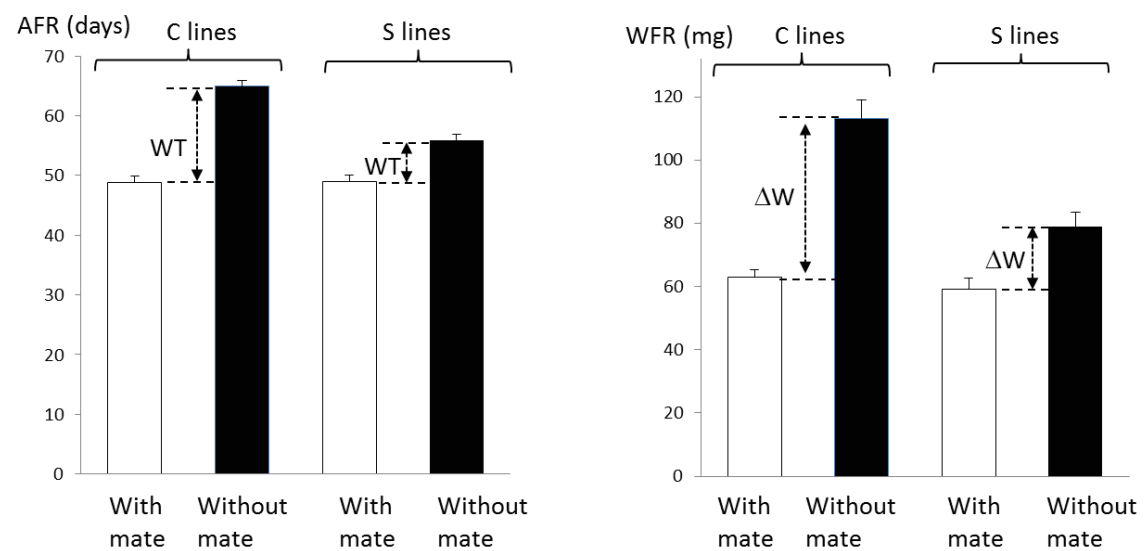 AFR (days)
C lines
S lines
70
60
50
40
30
20
10
0
WT
WT
With
mate
Without
mate
With
mate
Without
mate
WFR (mg)
C lines
S lines
120
100
80
60
40
20
0
ΔW
ΔW
With
mate
Without
mate
With
mate
Without
mate